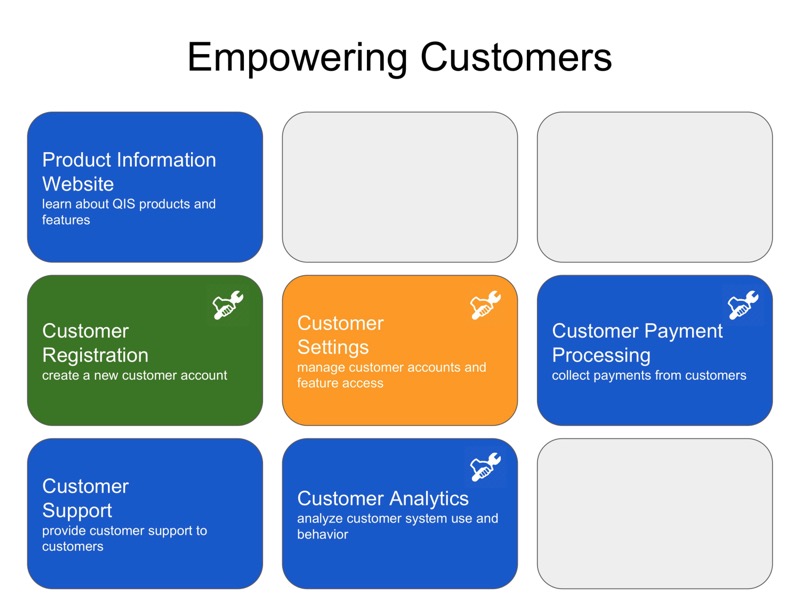 Empowering Customers
Product Information
Website
learn about QIS products and
features
Customer
Registration
create a new customer account
Customer
Settings
manage customer accounts and
feature access
Customer Payment
Processing
collect payments from customers
Customer
Support
provide customer support to
customers
Customer Analytics
analyze customer system use and
behavior